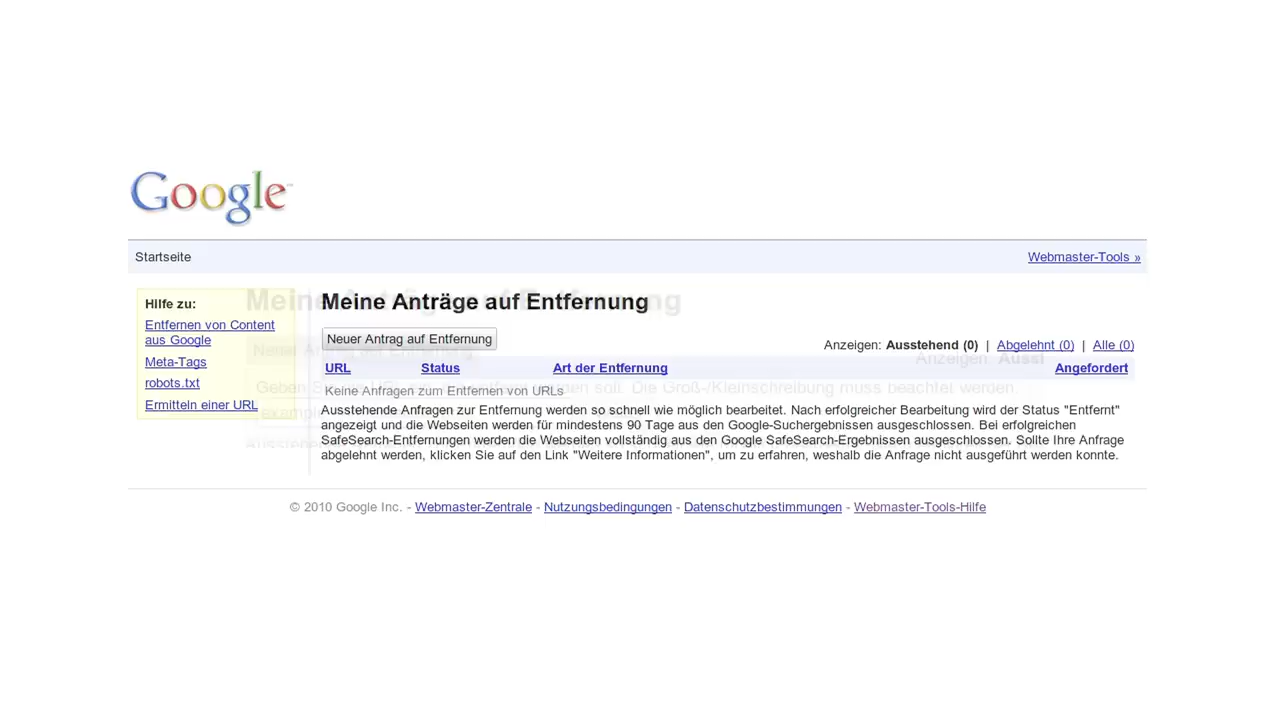 Google
Startseite
Webmaster-Tools »
Hilfe zu:
Entfernen von Content
aus Google
Meta-Tags
robots.txt
Ermitteln einer URL
Meine Anträge auf Entfernung
Neuer Antrag auf Entfernung
Anzeigen: Ausstehend (0) | Abgelehnt (0) | Alle (0)
URL Status Art der Entfernung Angefordert
Keine Anfragen zum Entfernen von URLs
Ausstehende Anfragen zur Entfernung werden so schnell wie möglich bearbeitet. Nach erfolgreicher Bearbeitung wird der Status "Entfernt"
angezeigt und die Webseiten werden für mindestens 90 Tage aus den Google-Suchergebnissen ausgeschlossen. Bei erfolgreichen
SafeSearch-Entfernungen werden die Webseiten vollständig aus den Google SafeSearch-Ergebnissen ausgeschlossen. Sollte Ihre Anfrage
abgelehnt werden, klicken Sie auf den Link "Weitere Informationen", um zu erfahren, weshalb die Anfrage nicht ausgeführt werden konnte.
© 2010 Google Inc. - Webmaster-Zentrale - Nutzungsbedingungen - Datenschutzbestimmungen - Webmaster-Tools-Hilfe